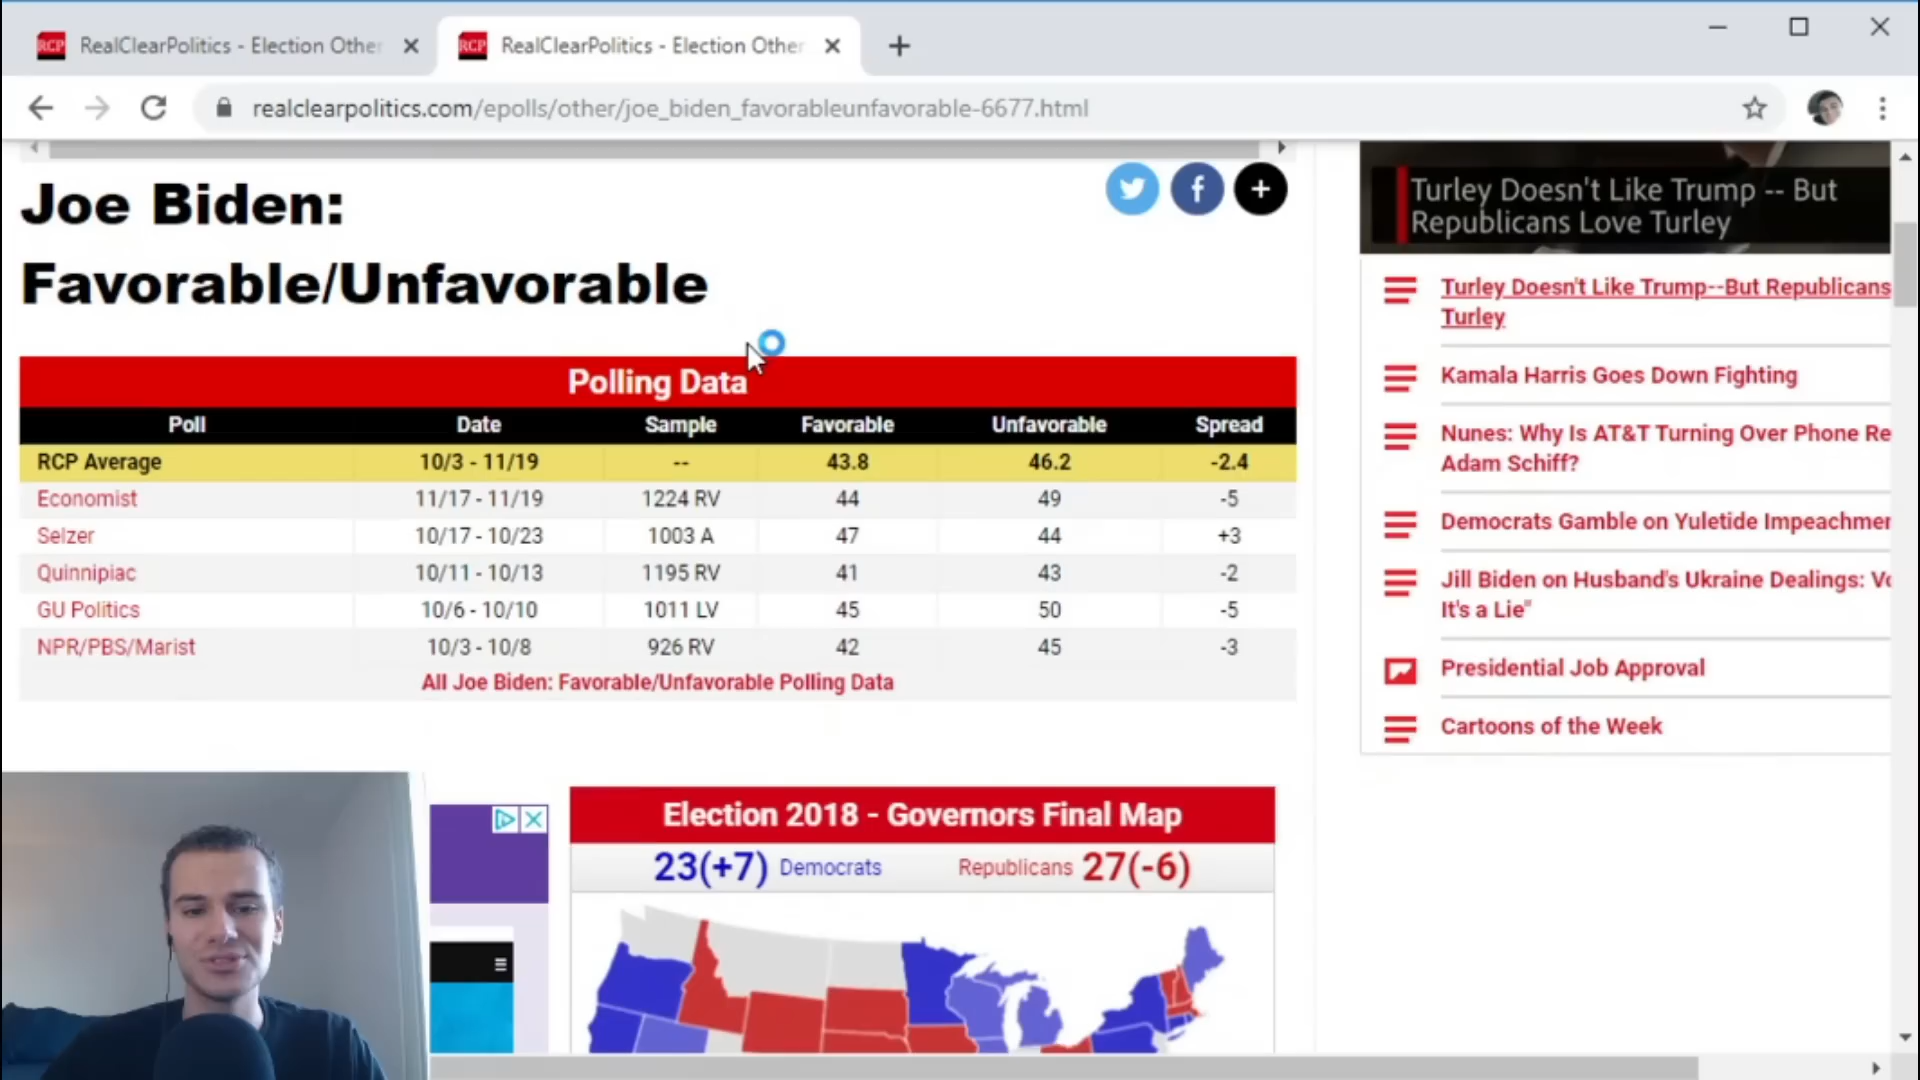 RCP RealClearPolitics - Election Other
RCP RealClearPolitics - Election Other
realclearpolitics.com/epolls/other/joe_biden_favorableunfavorable-6677.html
Joe Biden:
Favorable/Unfavorable
Polling Data
Poll Date Sample Favorable Unfavorable Spread
RCP Average 10/3 - 11/19 -- 43.8 46.2 -2.4
Economist 11/17 - 11/19 1224 RV 44 49 -5
Selzer 10/17 - 10/23 1003 A 47 44 +3
Quinnipiac 10/11 - 10/13 1195 RV 41 43 -2
GU Politics 10/6 - 10/10 1011 LV 45 50 -5
NPR/PBS/Marist 10/3 - 10/8 926 RV 42 45 -3
All Joe Biden: Favorable/Unfavorable Polling Data
Election 2018 - Governors Final Map
23(+7) Democrats Republicans 27(-6)
Turley Doesn't Like Trump -- But
Republicans Love Turley
Turley Doesn't Like Trump--But Republicans
Turley
Kamala Harris Goes Down Fighting
Nunes: Why Is AT&T Turning Over Phone Re
Adam Schiff?
Democrats Gamble on Yuletide Impeachmen
Jill Biden on Husband's Ukraine Dealings:
It's a Lie"
Presidential Job Approval
Cartoons of the Week